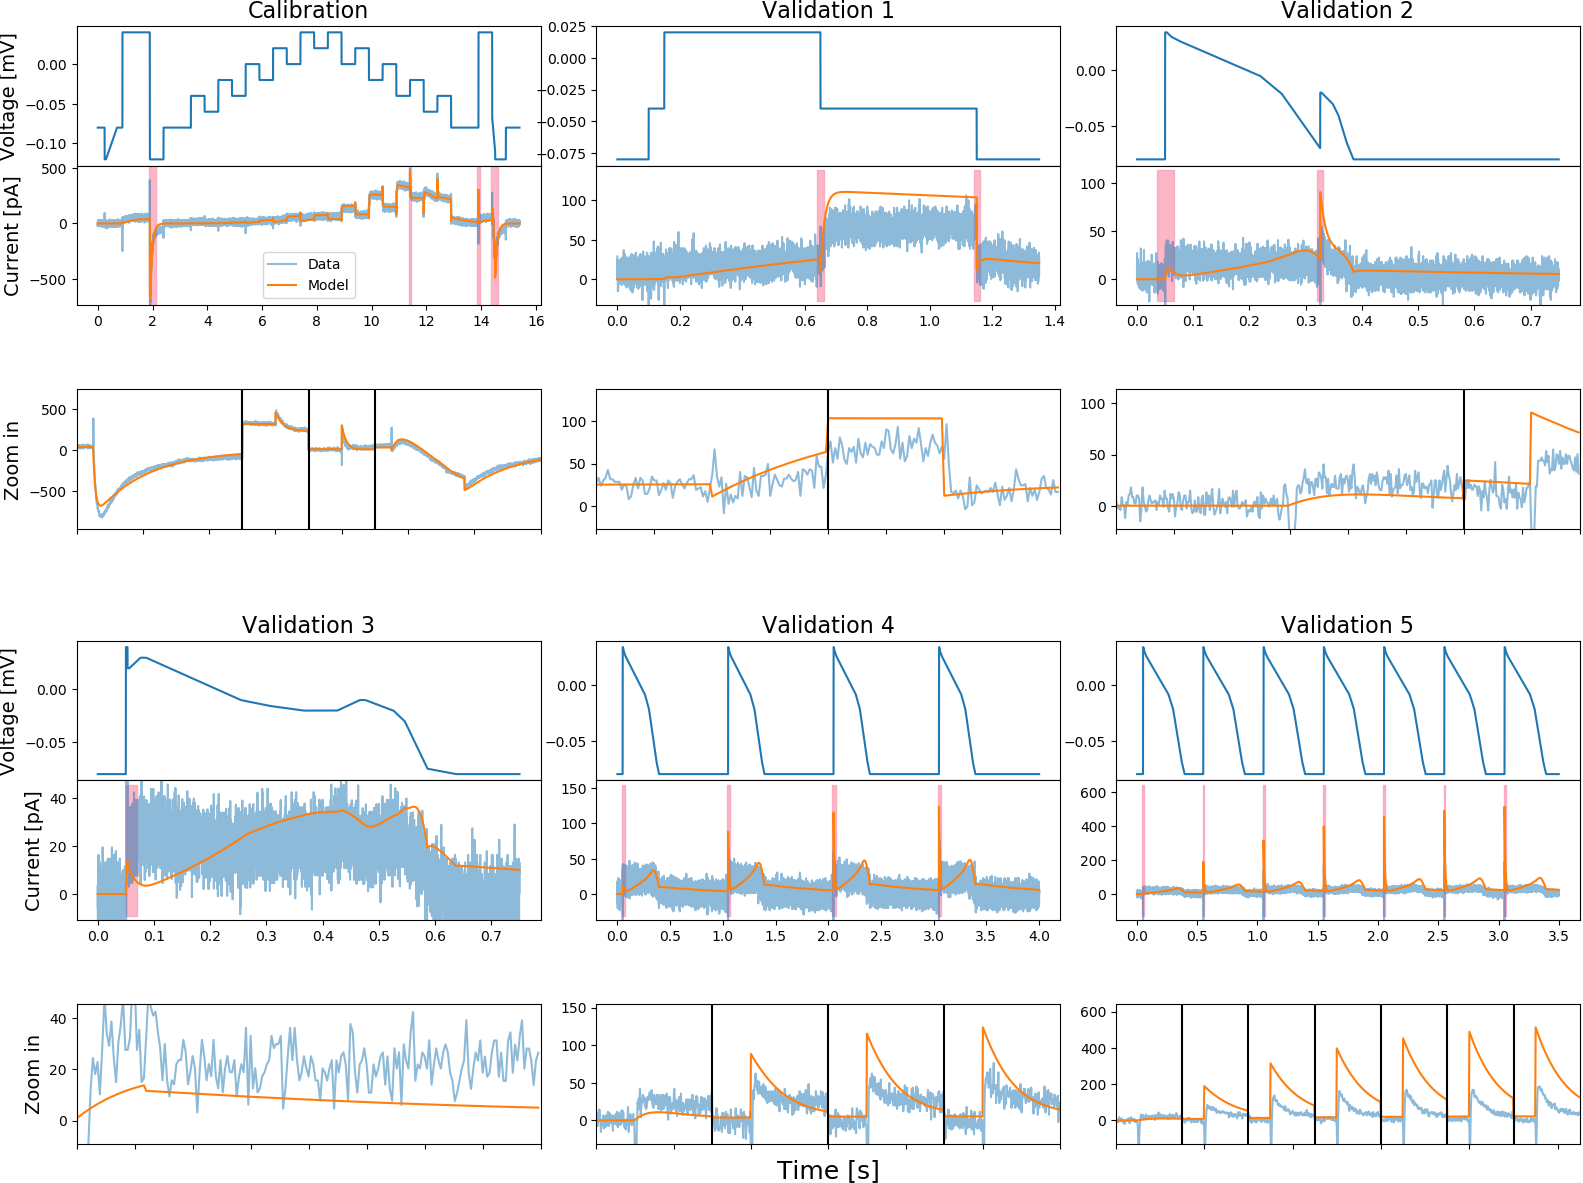 Calibration
Validation 1
Validation 2
Voltage [mV]
0.00
−0.05
−0.10
0.025
0.000
−0.025
−0.050
−0.075
0.00
−0.05
Current [pA]
500
0
−500
Data
Model
100
50
0
100
50
0
0 2 4 6 8 10 12 14 16
0.0 0.2 0.4 0.6 0.8 1.0 1.2 1.4
0.0 0.1 0.2 0.3 0.4 0.5 0.6 0.7
Zoom in
500
0
−500
100
50
0
100
50
0
Validation 3
Validation 4
Validation 5
Voltage [mV]
0.00
−0.05
0.00
−0.05
0.00
−0.05
Current [pA]
40
20
0
150
100
50
0
600
400
200
0
0.0 0.1 0.2 0.3 0.4 0.5 0.6 0.7
0.0 0.5 1.0 1.5 2.0 2.5 3.0 3.5 4.0
0.0 0.5 1.0 1.5 2.0 2.5 3.0 3.5
Zoom in
40
20
0
150
100
50
0
600
400
200
0
Time [s]